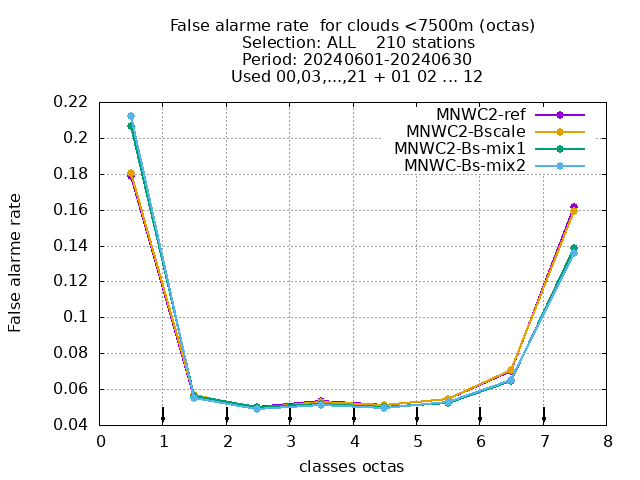 False alarme rate  for clouds <7500m (octas)
Selection: ALL    210 stations
Period: 20240601-20240630
Used 00,03,...,21 + 01 02 ... 12
MNWC2-ref
MNWC2-Bscale
MNWC2-Bs-mix1
MNWC-Bs-mix2
False alarme rate
0.22
0.2
0.18
0.16
0.14
0.12
0.1
0.08
0.06
0.04
0 1 2 3 4 5 6 7 8
classes octas